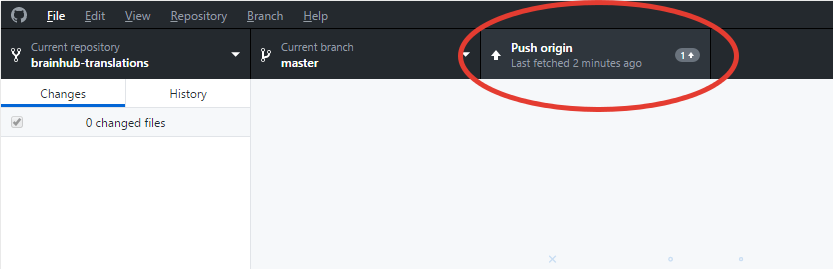 File Edit View Repository Branch Help
Current repository
brainhub-translations
Current branch
master
Push origin
Last fetched 2 minutes ago
1
Changes History
0 changed files